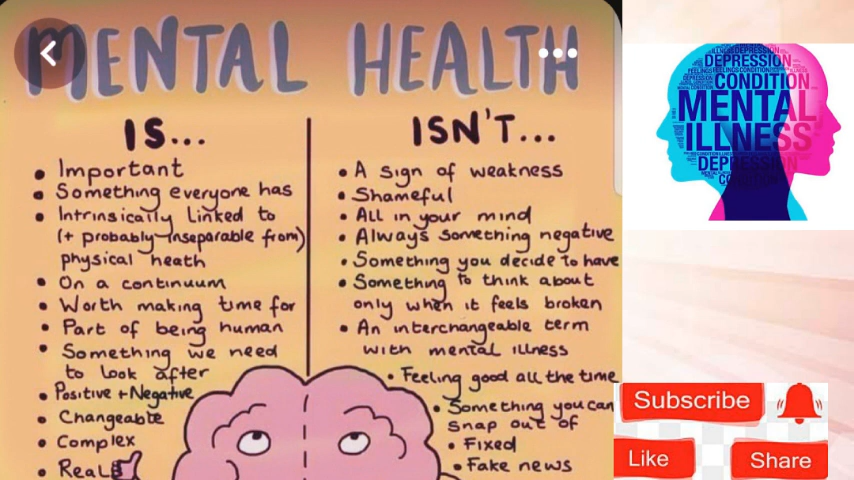 MENTAL HEALTH
IS...
• Important
• Something everyone has
• Intrinsically linked to
(+ probably inseparable from)
physical heath
• On a continuum
• Worth making time for
• Part of being human
• Something we need
to look after
• Positive + Negative
• Changeable
• Complex
• Real
ISN'T...
• A sign of weakness
• Shameful
• All in your mind
• Always something negative
• Something you decide to have
• Something to think about
only when it feels broken
• An interchangeable term
with mental illness
• Feeling good all the time
• Something you can
snap out of
• Fixed
• Fake news
DEPRESSION
CONDITION
MENTAL
ILLNESS
DEPRESSION
Subscribe
Like
Share